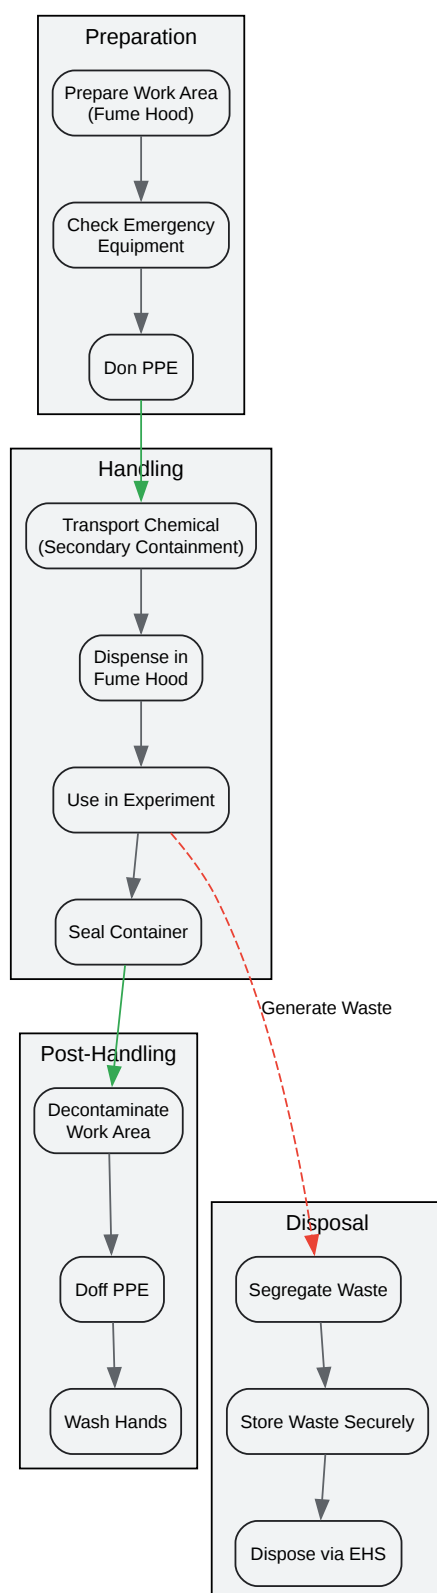 Preparation
Prepare Work Area
(Fume Hood)
Check Emergency
Equipment
Don PPE
Handling
Transport Chemical
(Secondary Containment)
Dispense in
Fume Hood
Use in Experiment
Seal Container
Generate Waste
Post-Handling
Decontaminate
Work Area
Doff PPE
Wash Hands
Disposal
Segregate Waste
Store Waste Securely
Dispose via EHS